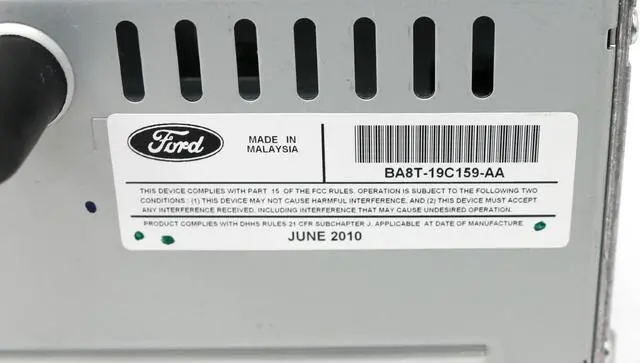 Ford
MADE IN
MALAYSIA
BA8T-19C159-AA
THIS DEVICE COMPLIES WITH PART 15 OF THE FCC RULES. OPERATION IS SUBJECT TO THE FOLLOWING TWO
CONDITIONS : (1) THIS DEVICE MAY NOT CAUSE HARMFUL INTERFERENCE, AND (2) THIS DEVICE MUST ACCEPT
ANY INTERFERENCE RECEIVED, INCLUDING INTERFERENCE THAT MAY CAUSE UNDESIRED OPERATION.
PRODUCT COMPLIES WITH DHHS RULES 21 CFR SUBCHAPTER J. APPLICABLE AT DATE OF MANUFACTURE.
JUNE 2010